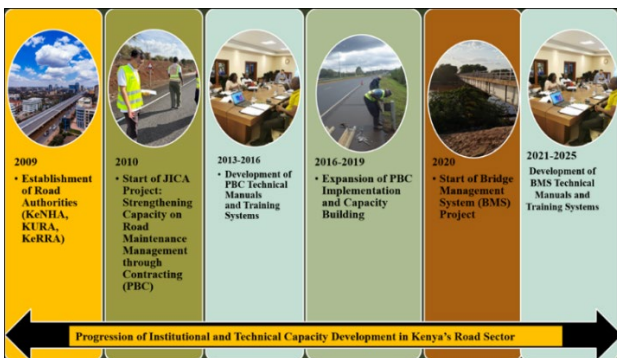 2009
• Establishment
of Road
Authorities
(KeNHA,
KURA,
KeRRA)
2010
• Start of JICA
Project:
Strengthening
Capacity on
Road
Maintenance
Management
through
Contracting
(PBC)
2013-2016
• Development of
PBC Technical
Manuals
and Training
Systems
2016-2019
• Expansion of PBC
Implementation
and Capacity
Building
2020
• Start of Bridge
Management
System (BMS)
Project
2021-2025
Development of
BMS Technical
Manuals and
Training Systems
Progression of Institutional and Technical Capacity Development in Kenya's Road Sector